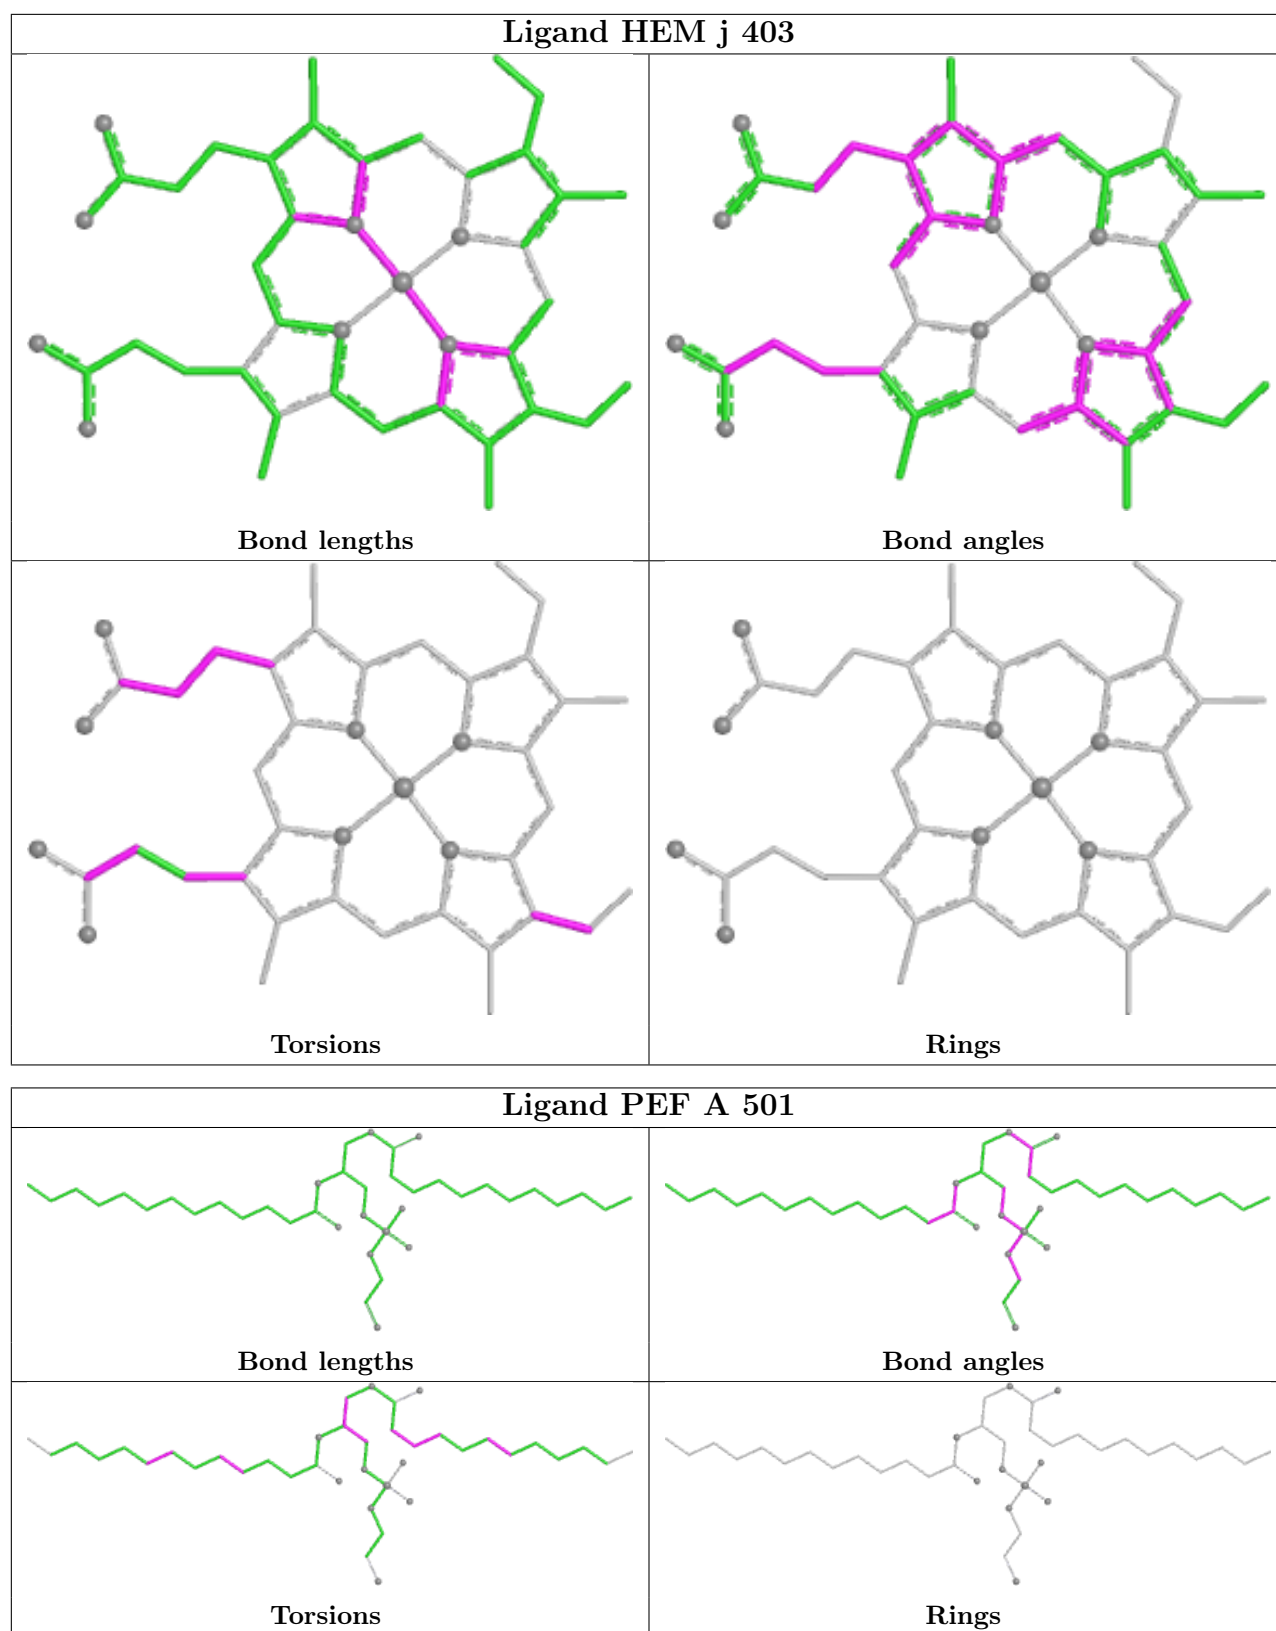 Ligand HEM j 403
Bond lengths
Bond angles
Torsions
Rings
Ligand PEF A 501
Bond lengths
Bond angles
Torsions
Rings